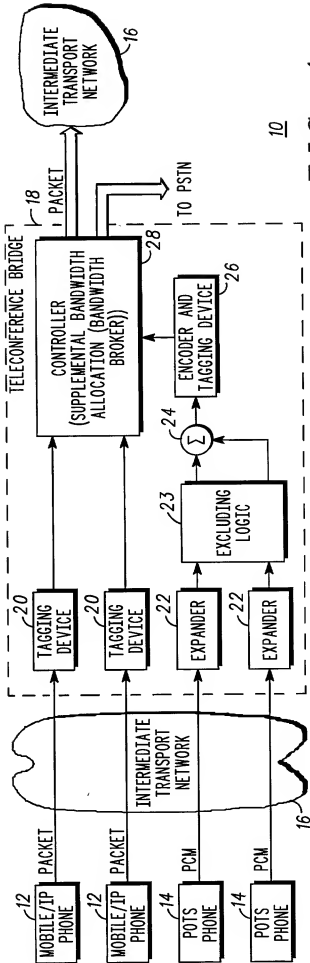 MOBILE/IP
PHONE
12
PACKET
MOBILE/IP
PHONE
12
PACKET
POTS
PHONE
14
PCM
POTS
PHONE
14
PCM
INTERMEDIATE
TRANSPORT
NETWORK
16
TELECONFERENCE BRIDGE
18
20
TAGGING
DEVICE
20
TAGGING
DEVICE
22
EXPANDER
22
EXPANDER
23
EXCLUDING
LOGIC
24
Σ
ENCODER AND
TAGGING DEVICE
26
CONTROLLER
(SUPPLEMENTAL BANDWIDTH
ALLOCATION (BANDWIDTH
BROKER))
28
PACKET
TO PSTN
INTERMEDIATE
TRANSPORT
NETWORK
16
10